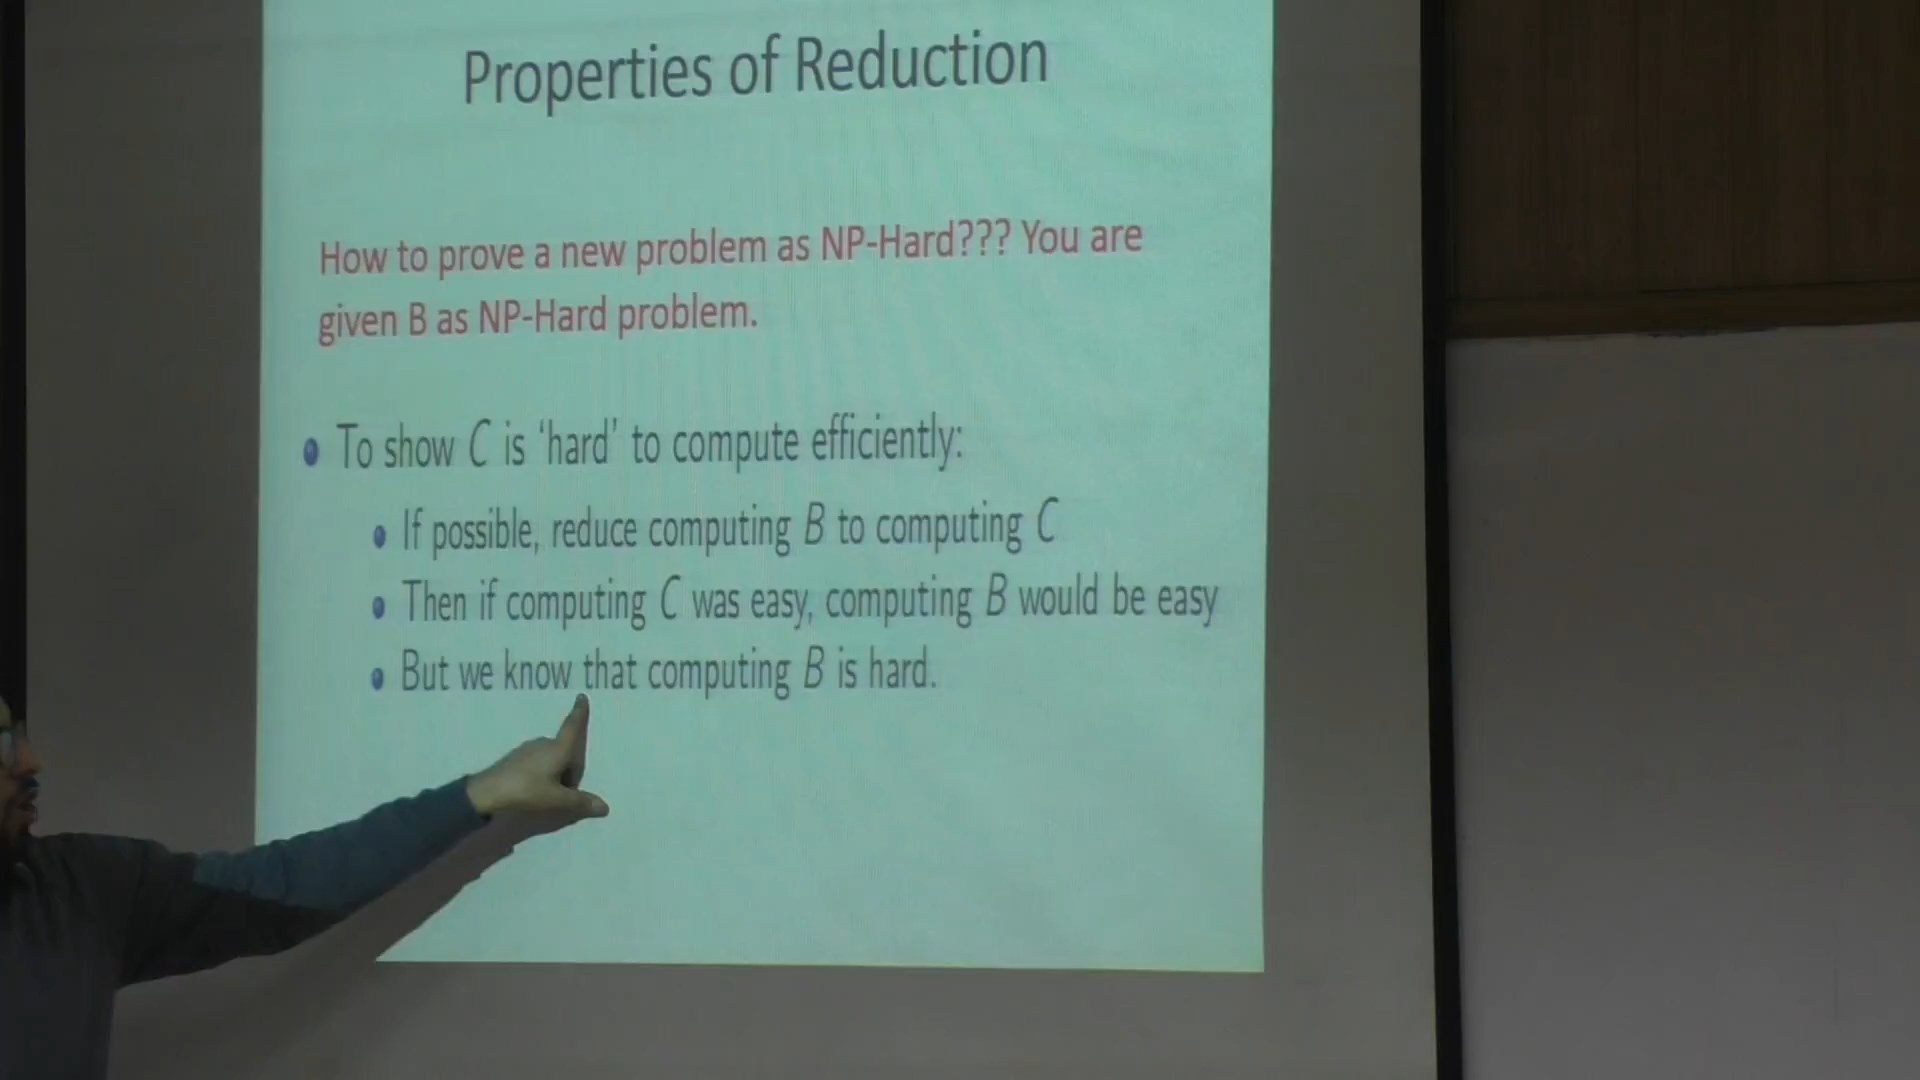 Properties of Reduction
How to prove a new problem as NP-Hard??? You are
given B as NP-Hard problem.
To show C is ‘hard’ to compute efficiently:
If possible, reduce computing B to computing C
Then if computing C was easy, computing B would be easy
But we know that computing B is hard.